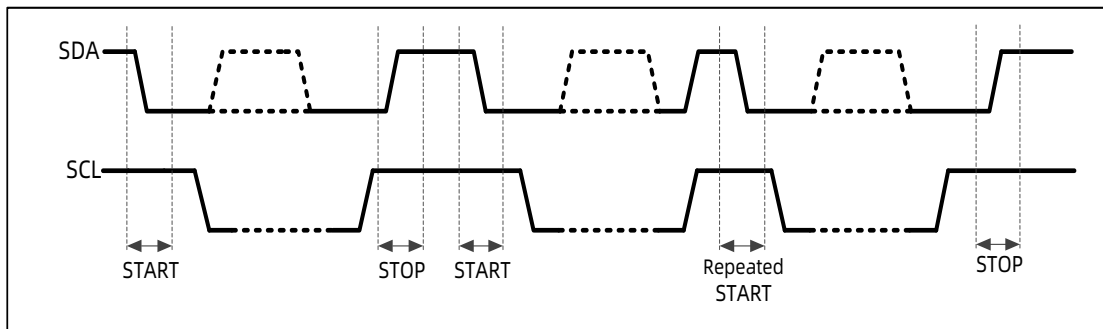 SDA
SCL
START
STOP
START
Repeated
START
STOP